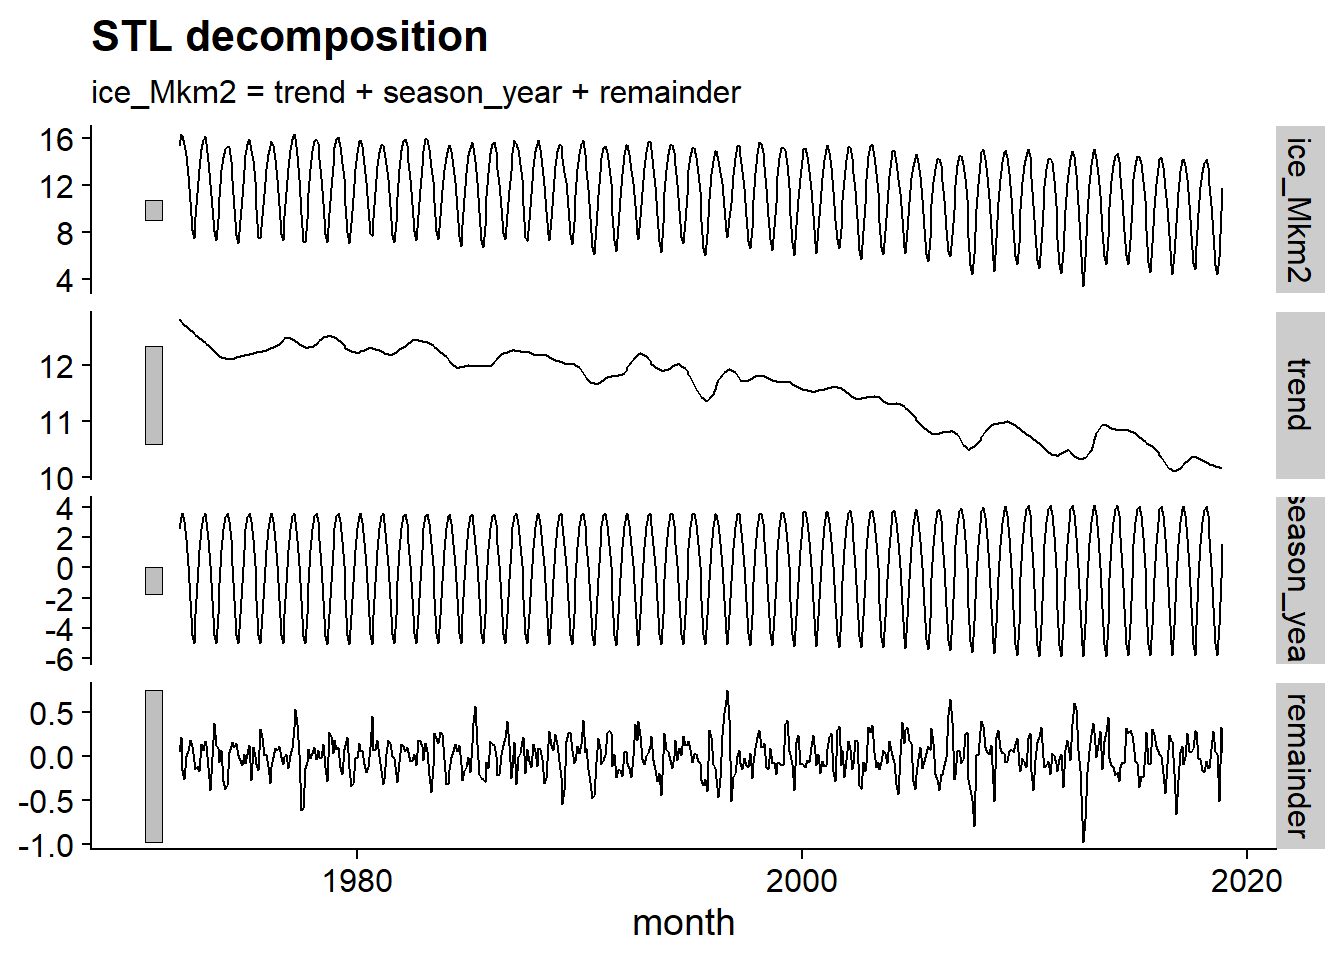 STL decomposition
ice_Mkm2 = trend + season_year + remainder
16
12
8
4
ice_Mkm2
12
11
10
trend
4
2
0
-2
-4
-6
season_yea
0.5
0.0
-0.5
-1.0
remainder
1980
2000
2020
month